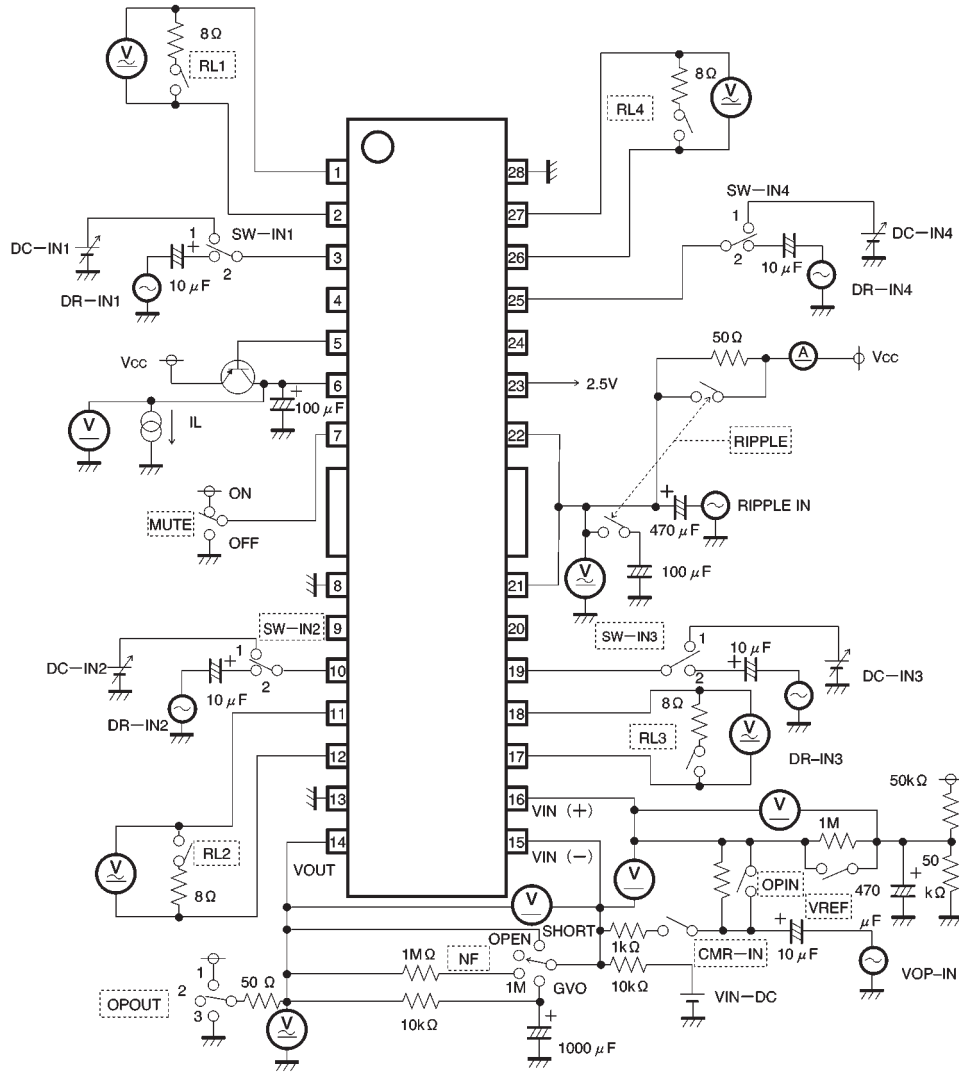 V
8Ω
RL1
8Ω
V
RL4
1
28
SW−IN4
2
27
1
DC−IN1
1
SW−IN1
DC−IN4
+
3
26
2
10μF
2
10μF
DR−IN1
4
25
DR−IN4
5
24
50Ω
A
Vcc
Vcc
6
23
2.5V
+
100μF
V
IL
7
22
RIPPLE
ON
MUTE
OFF
+
RIPPLE IN
470μF
V
100μF
8
21
SW−IN2
9
20
SW−IN3
1
1
10μF
DC−IN2
+
10
19
+
2
2
DC−IN3
10μF
DR−IN2
11
18
8Ω
V
RL3
12
17
DR−IN3
50kΩ
13
16
VIN (+)
V
1M
RL2
14
15
VOUT
VIN (−)
V
8Ω
V
OPIN
470
μF
+
50
kΩ
V
SHORT
VREF
OPEN
1kΩ
+
1MΩ
NF
CMR−IN
10μF
VOP−IN
1
1M
GVO
10kΩ
2
50Ω
OPOUT
3
VIN−DC
10kΩ
+
V
1000μF